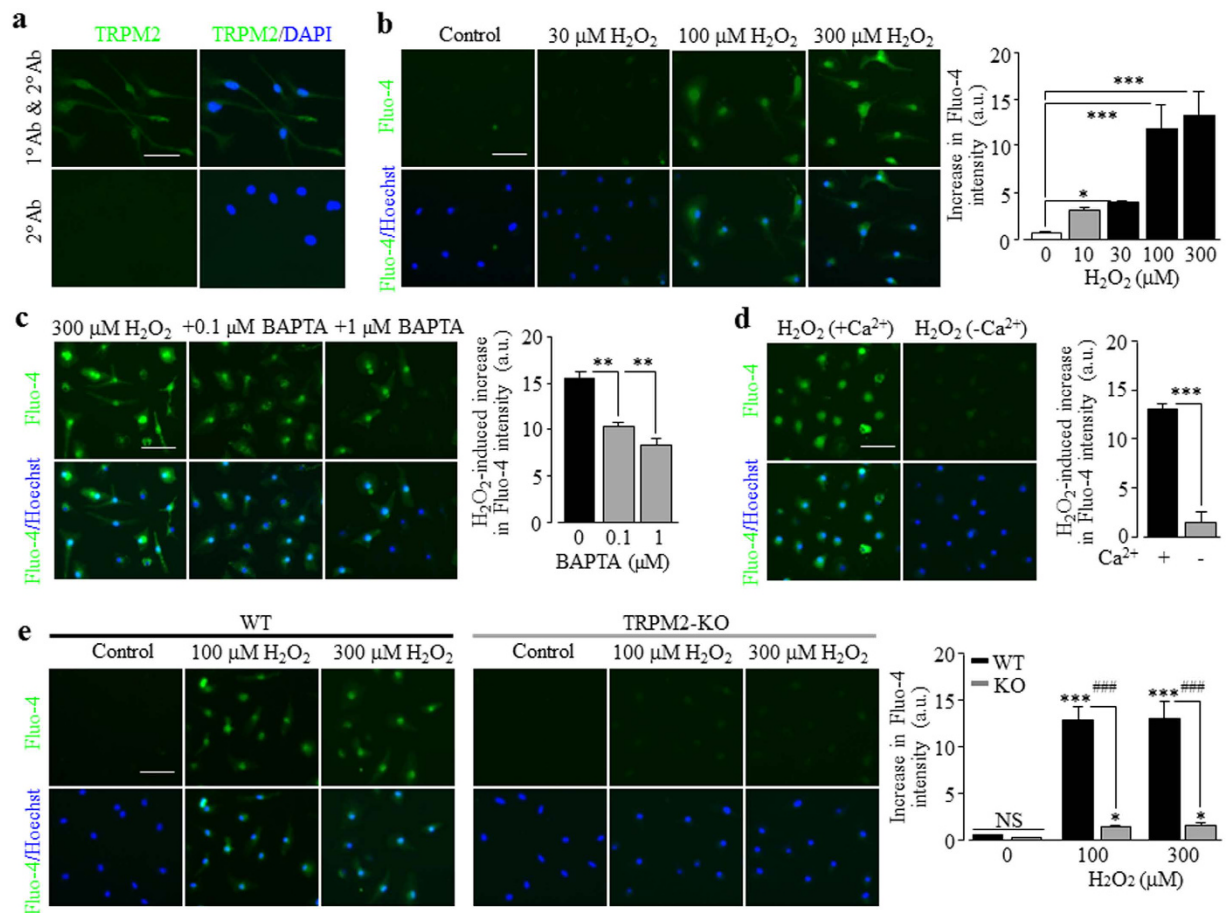 a
TRPM2
TRPM2/DAPI
1° Ab & 2° Ab
2° Ab
b
Control
30 μM H₂O₂
100 μM H₂O₂
300 μM H₂O₂
Fluo-4
Fluo-4/Hoechst
Increase in Fluo-4
intensity (a.u.)
20
15
10
5
0
***
***
*
0 10 30 100 300
H₂O₂ (μM)
c
300 μM H₂O₂
+0.1 μM BAPTA
+1 μM BAPTA
Fluo-4
Fluo-4/Hoechst
H₂O₂-induced increase
in Fluo-4 intensity (a.u.)
20
15
10
5
0
** **
0 0.1 1
BAPTA (μM)
d
H₂O₂ (+Ca²⁺)
H₂O₂ (-Ca²⁺)
Fluo-4
Fluo-4/Hoechst
H₂O₂-induced increase
in Fluo-4 intensity (a.u.)
20
15
10
5
0
***
Ca²⁺ + -
e
WT
Control
100 μM H₂O₂
300 μM H₂O₂
TRPM2-KO
Control
100 μM H₂O₂
300 μM H₂O₂
Fluo-4
Fluo-4/Hoechst
Increase in Fluo-4
intensity (a.u.)
20
15
10
5
0
WT
KO
*** ###
*** ###
NS
*
*
0 100 300
H₂O₂ (μM)